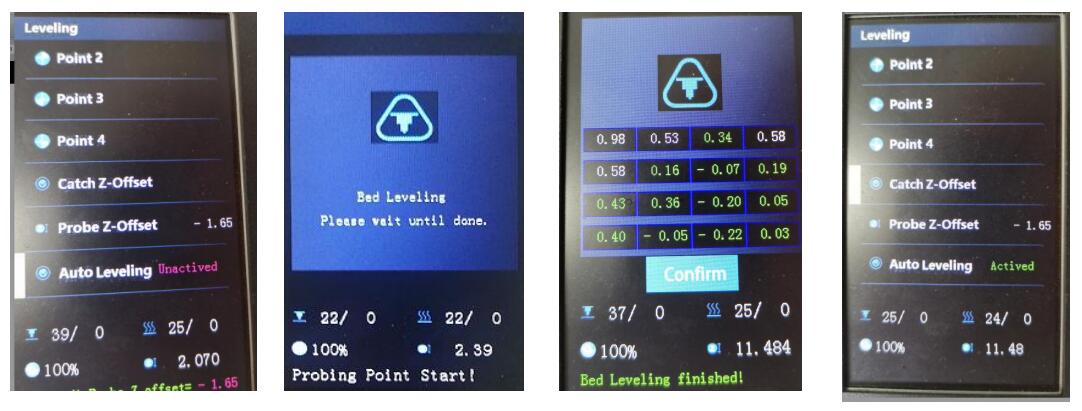 Leveling
Point 2
Point 3
Point 4
Catch Z-Offset
Probe Z-Offset - 1.65
Auto Leveling Unactived
39/ 0 25/ 0
100% 2.070
Probe Z offset= - 1.65
Bed Leveling
Please wait until done.
22/ 0 22/ 0
100% 2.39
Probing Point Start!
0.98 0.53 0.34 0.58
0.58 0.16 - 0.07 0.19
0.43 0.36 - 0.20 0.05
0.40 - 0.05 - 0.22 0.03
Confirm
37/ 0 25/ 0
100% 11.484
Bed Leveling finished!
Leveling
Point 2
Point 3
Point 4
Catch Z-Offset
Probe Z-Offset - 1.65
Auto Leveling Actived
25/ 0 24/ 0
100% 11.48